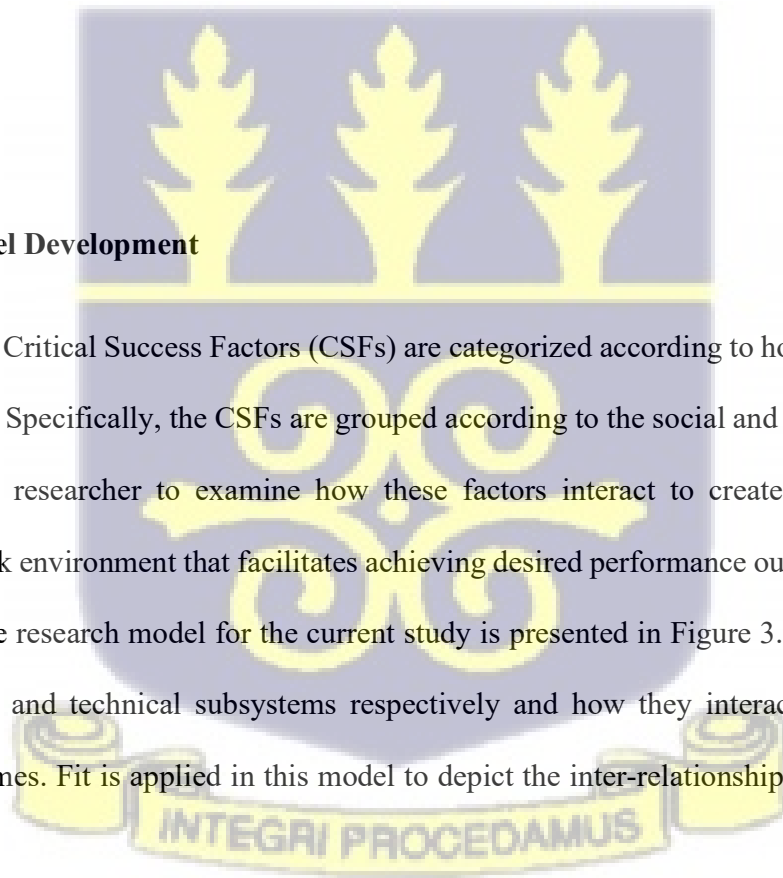 el Development
Critical Success Factors (CSFs) are categorized according to ho
Specifically, the CSFs are grouped according to the social and
researcher to examine how these factors interact to create
k environment that facilitates achieving desired performance ou
e research model for the current study is presented in Figure 3.
and technical subsystems respectively and how they interac
mes. Fit is applied in this model to depict the inter-relationship
INTEGRI PROCEDAMUS